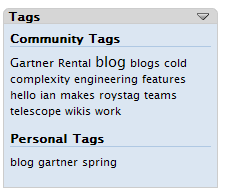 Tags
Community Tags
Gartner Rental blog blogs cold
complexity engineering features
hello ian makes roystag teams
telescope wikis work
Personal Tags
blog gartner spring